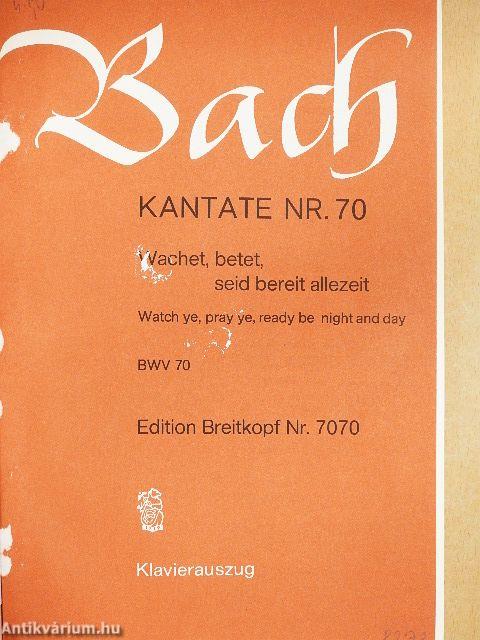 Bach
KANTATE NR. 70
Wachet, betet,
seid bereit allezeit
Watch ye, pray ye, ready be night and day
BWV 70
Edition Breitkopf Nr. 7070
Klavierauszug
Antikvárium.hu